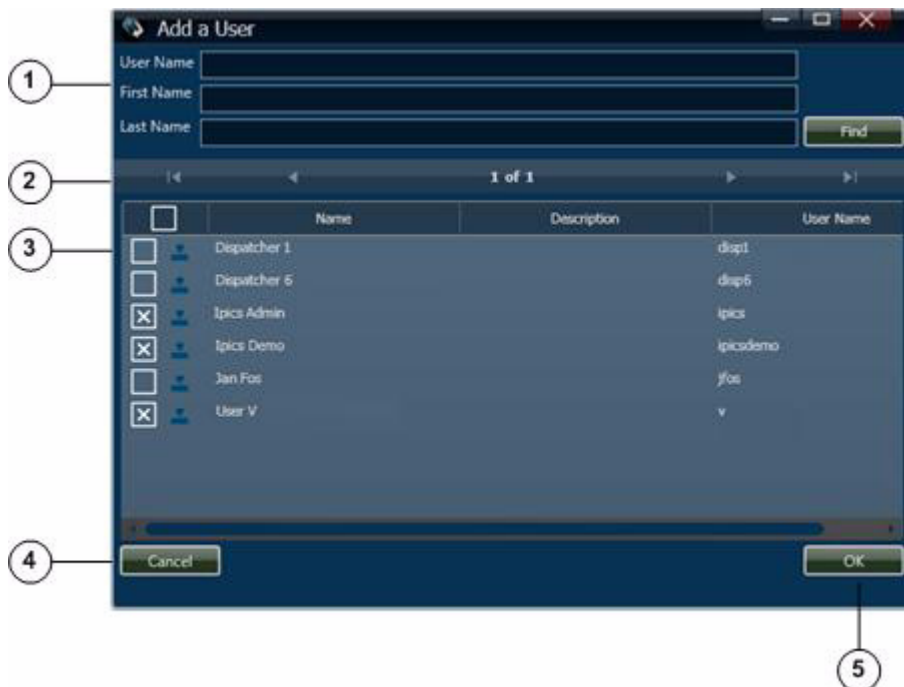 Add a User
1
User Name
First Name
Last Name
Find
2
1 of 1
Name Description User Name
3
Dispatcher 1 disp1
Dispatcher 6 disp6
Ipics Admin ipics
Ipics Demo ipicsdemo
Jan Fos jfos
User V v
4
Cancel
OK
5